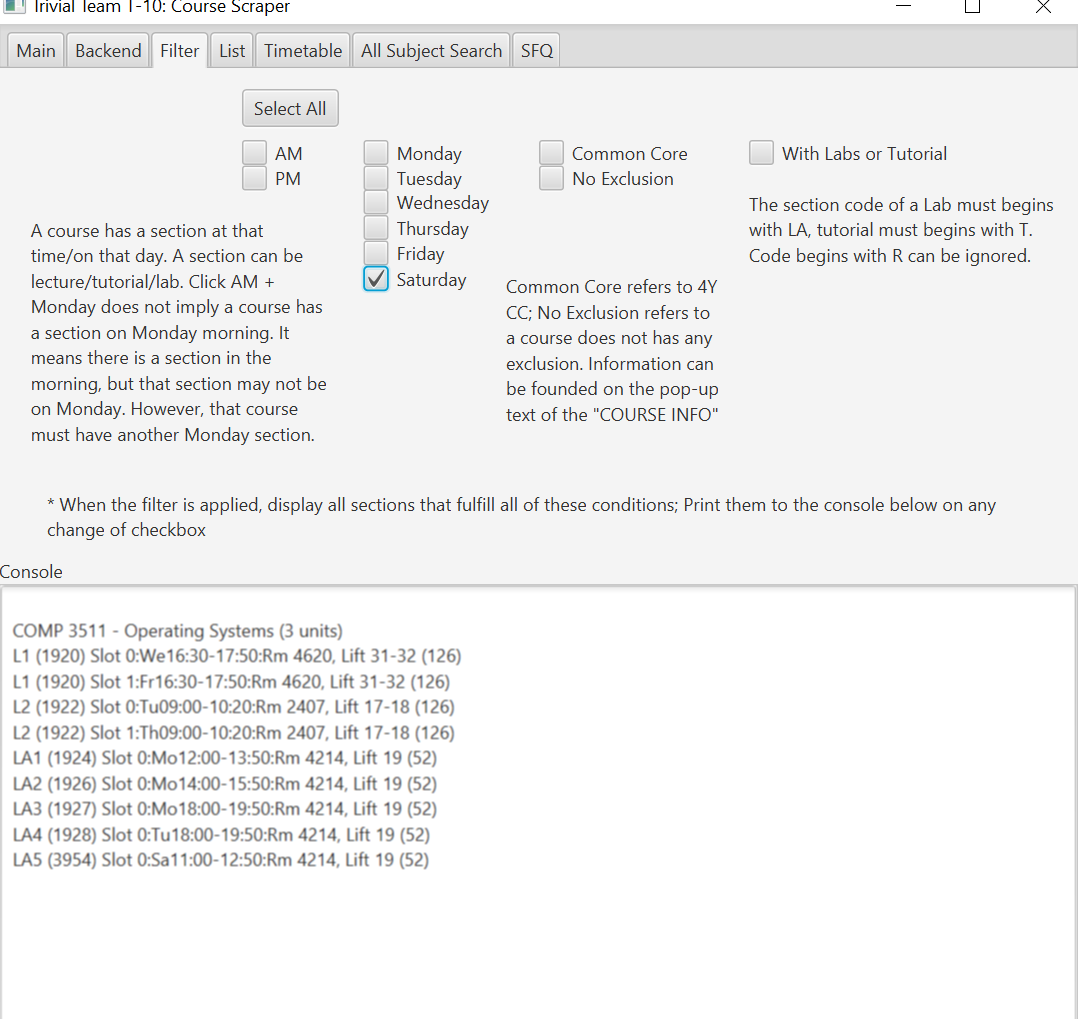 Trivial Team T-10: Course Scraper
Main Backend Filter List Timetable All Subject Search SFQ
Select All
AM
PM
Monday
Tuesday
Wednesday
Thursday
Friday
Saturday
Common Core
No Exclusion
With Labs or Tutorial
A course has a section at that
time/on that day. A section can be
lecture/tutorial/lab. Click AM +
Monday does not imply a course has
a section on Monday morning. It
means there is a section in the
morning, but that section may not be
on Monday. However, that course
must have another Monday section.
Common Core refers to 4Y
CC; No Exclusion refers to
a course does not has any
exclusion. Information can
be founded on the pop-up
text of the "COURSE INFO"
The section code of a Lab must begins
with LA, tutorial must begins with T.
Code begins with R can be ignored.
* When the filter is applied, display all sections that fulfill all of these conditions; Print them to the console below on any
change of checkbox
Console
COMP 3511 - Operating Systems (3 units)
L1 (1920) Slot 0:We16:30-17:50:Rm 4620, Lift 31-32 (126)
L1 (1920) Slot 1:Fr16:30-17:50:Rm 4620, Lift 31-32 (126)
L2 (1922) Slot 0:Tu09:00-10:20:Rm 2407, Lift 17-18 (126)
L2 (1922) Slot 1:Th09:00-10:20:Rm 2407, Lift 17-18 (126)
LA1 (1924) Slot 0:Mo12:00-13:50:Rm 4214, Lift 19 (52)
LA2 (1926) Slot 0:Mo14:00-15:50:Rm 4214, Lift 19 (52)
LA3 (1927) Slot 0:Mo18:00-19:50:Rm 4214, Lift 19 (52)
LA4 (1928) Slot 0:Tu18:00-19:50:Rm 4214, Lift 19 (52)
LA5 (3954) Slot 0:Sa11:00-12:50:Rm 4214, Lift 19 (52)